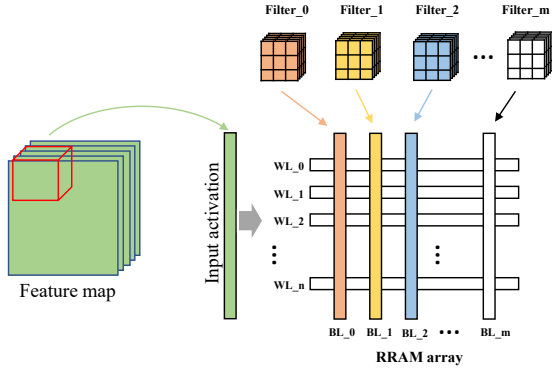 Filter_0 Filter_1 Filter_2 Filter_m
...
Input activation
WL_0
WL_1
WL_2
... ...
WL_n
Feature map
BL_0 BL_1 BL_2 ... BL_m
RRAM array